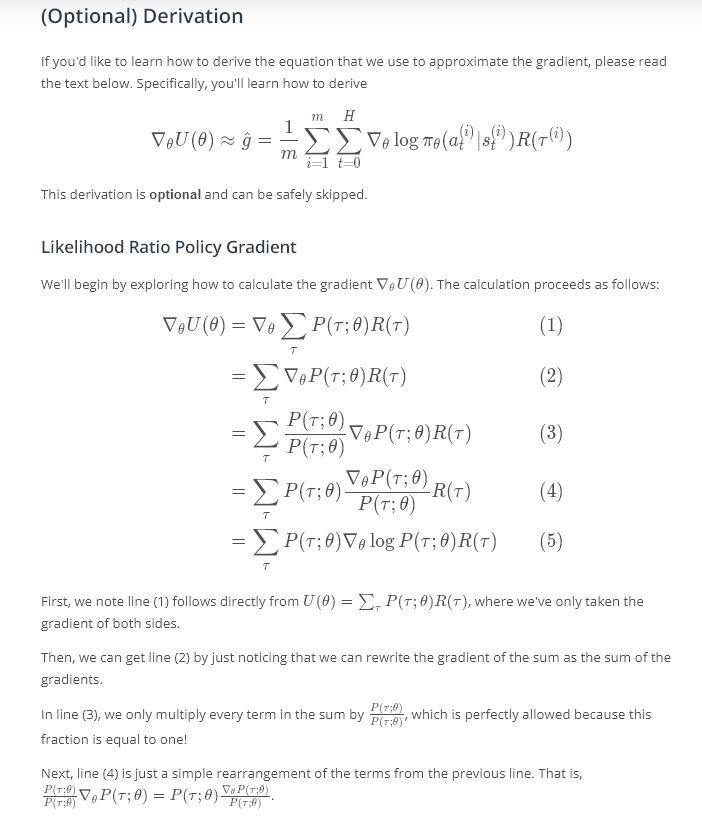 (Optional) Derivation
If you'd like to learn how to derive the equation that we use to approximate the gradient, please read
the text below. Specifically, you'll learn how to derive
$\nabla_\theta U(\theta) \approx \hat{g} = \frac{1}{m} \sum_{i=1}^{m} \sum_{t=0}^{H} \nabla_\theta \log \pi_\theta(a_t^{(i)}|s_t^{(i)}) R(\tau^{(i)})$
This derivation is optional and can be safely skipped.
Likelihood Ratio Policy Gradient
We'll begin by exploring how to calculate the gradient $\nabla_\theta U(\theta)$. The calculation proceeds as follows:
$\nabla_\theta U(\theta) = \nabla_\theta \sum_\tau P(\tau;\theta) R(\tau)$ (1)
$= \sum_\tau \nabla_\theta P(\tau;\theta) R(\tau)$ (2)
$= \sum_\tau \frac{P(\tau;\theta)}{P(\tau;\theta)} \nabla_\theta P(\tau;\theta) R(\tau)$ (3)
$= \sum_\tau P(\tau;\theta) \frac{\nabla_\theta P(\tau;\theta)}{P(\tau;\theta)} R(\tau)$ (4)
$= \sum_\tau P(\tau;\theta) \nabla_\theta \log P(\tau;\theta) R(\tau)$ (5)
First, we note line (1) follows directly from $U(\theta) = \sum_\tau P(\tau;\theta) R(\tau)$, where we've only taken the
gradient of both sides.
Then, we can get line (2) by just noticing that we can rewrite the gradient of the sum as the sum of the
gradients.
In line (3), we only multiply every term in the sum by $\frac{P(\tau;\theta)}{P(\tau;\theta)}$, which is perfectly allowed because this
fraction is equal to one!
Next, line (4) is just a simple rearrangement of the terms from the previous line. That is,
$\frac{P(\tau;\theta)}{P(\tau;\theta)} \nabla_\theta P(\tau;\theta) = P(\tau;\theta) \frac{\nabla_\theta P(\tau;\theta)}{P(\tau;\theta)}$.